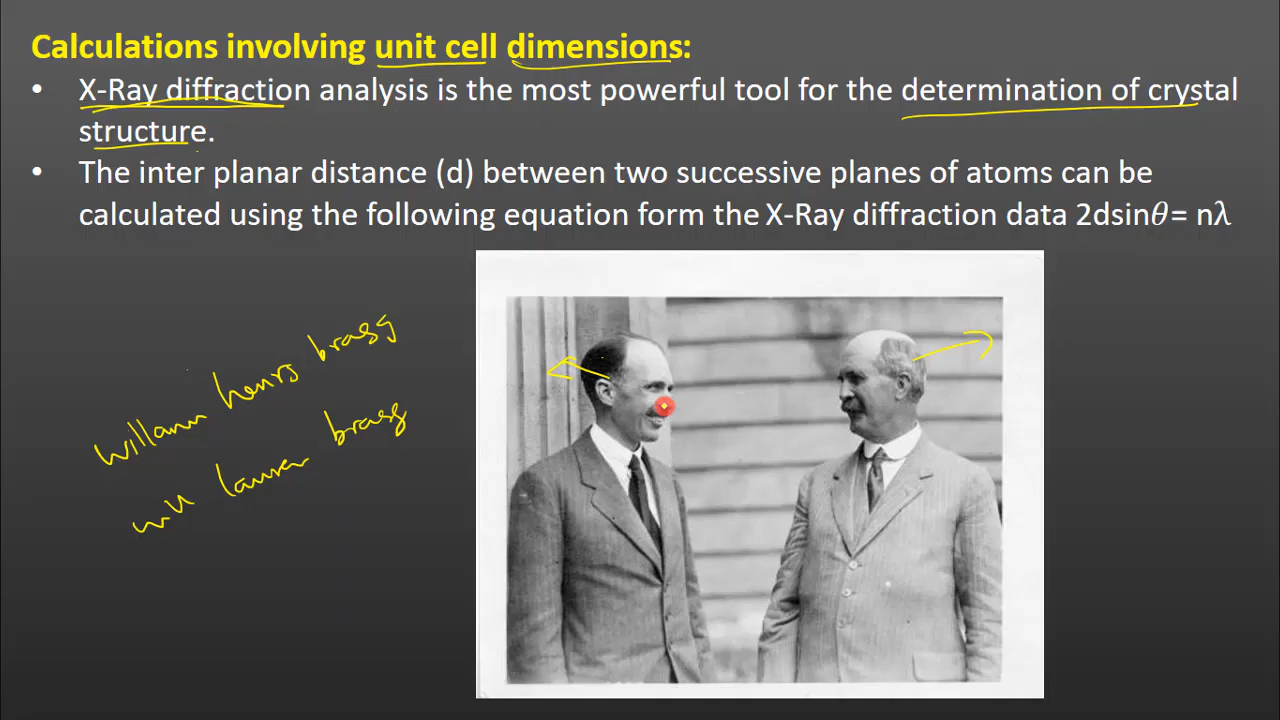 Calculations involving unit cell dimensions:
• X-Ray diffraction analysis is the most powerful tool for the determination of crystal
structure.
• The inter planar distance (d) between two successive planes of atoms can be
calculated using the following equation form the X-Ray diffraction data 2dsinθ= nλ
henrs bragg
bragg